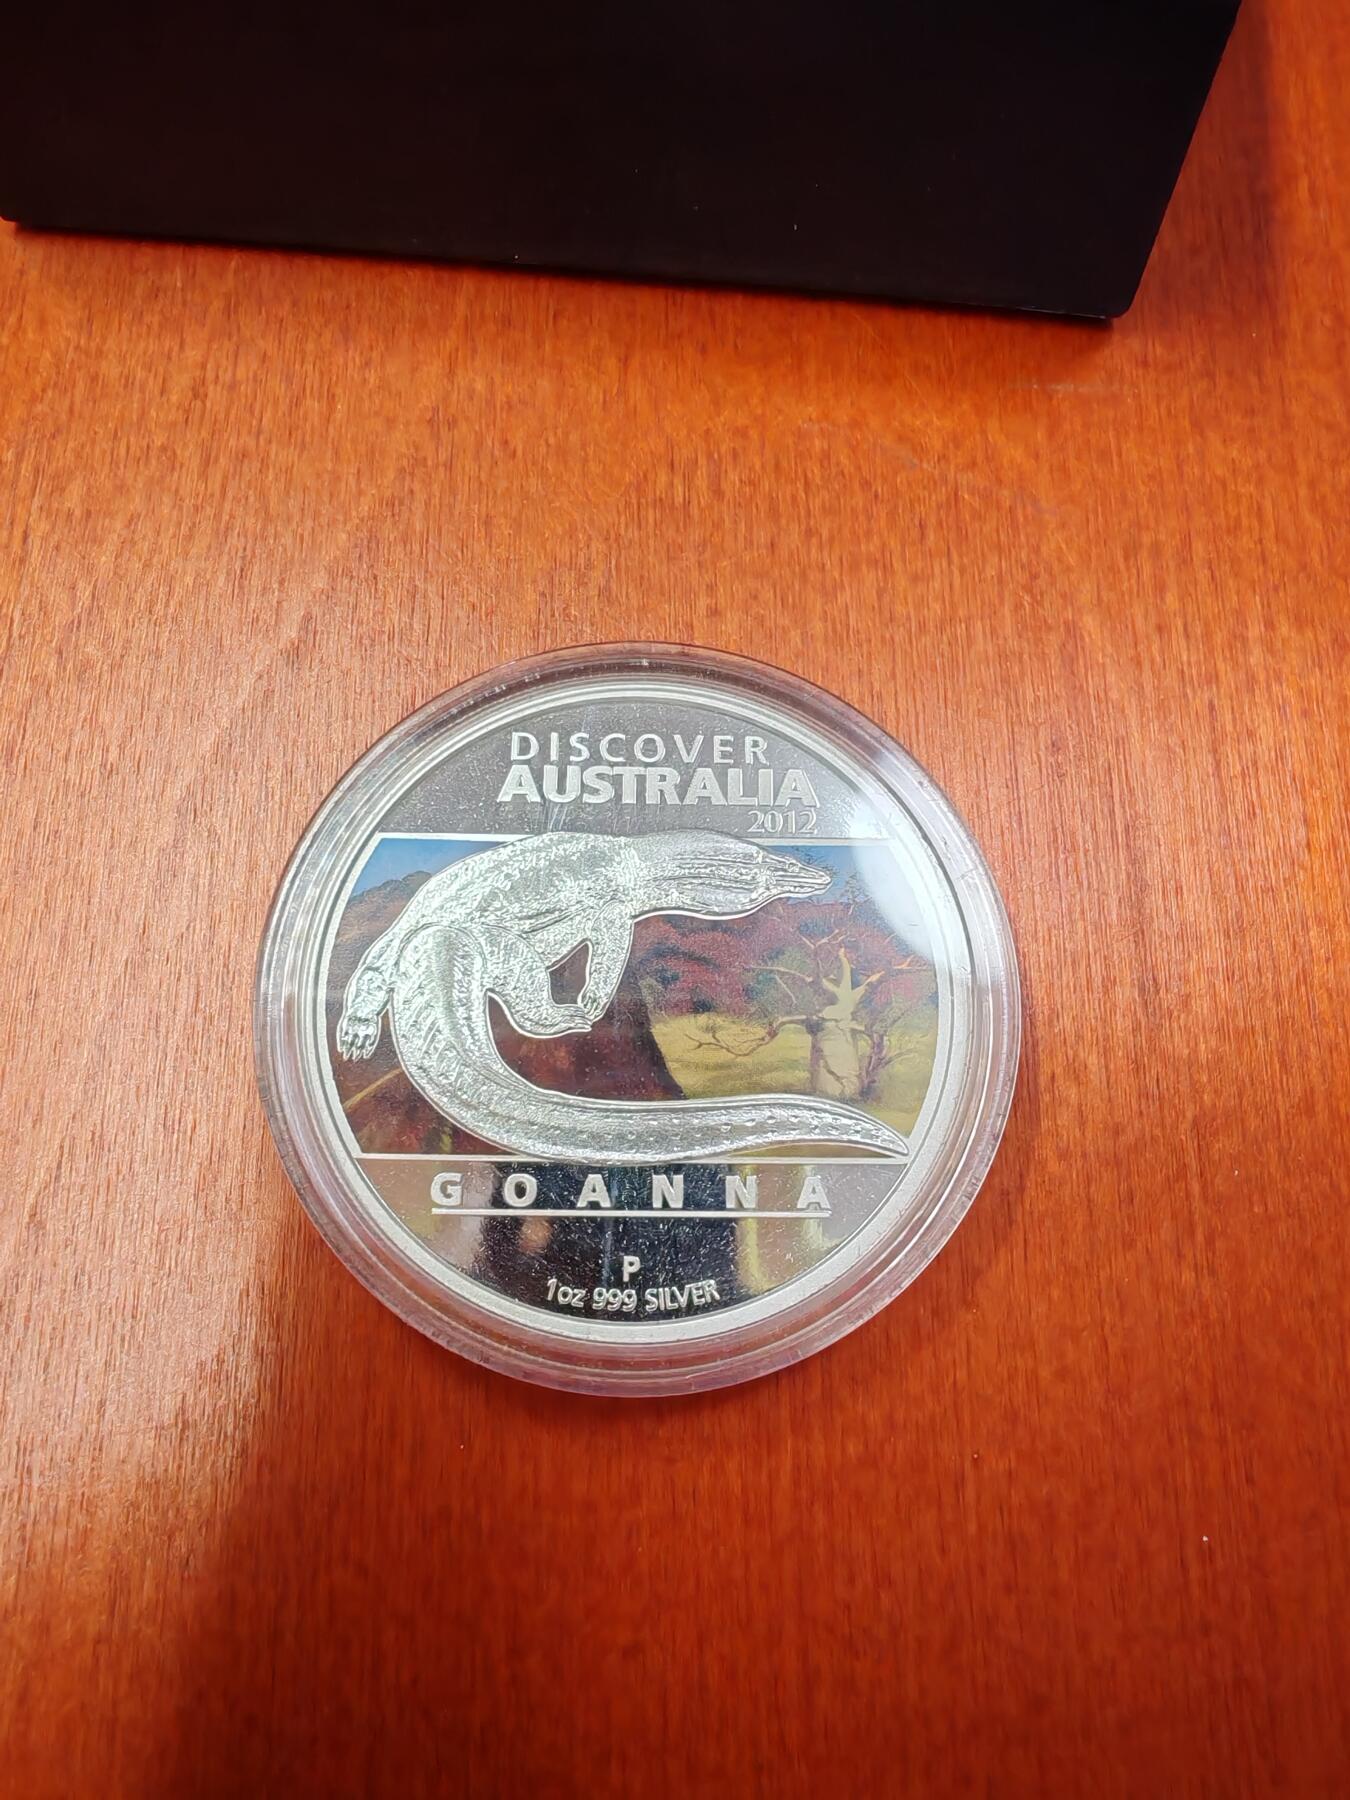 DISCOVER
AUSTRALIA
2012
GOANNA
P
1oz 999 SILVER